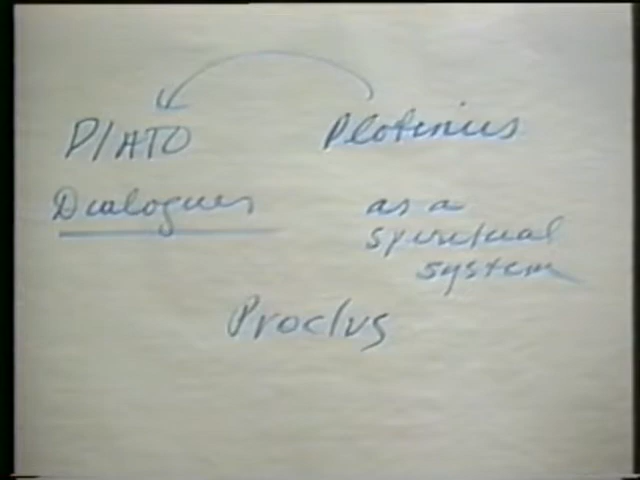 PLATO Plotinus
Dialogues as a
spiritual
system
Proclus